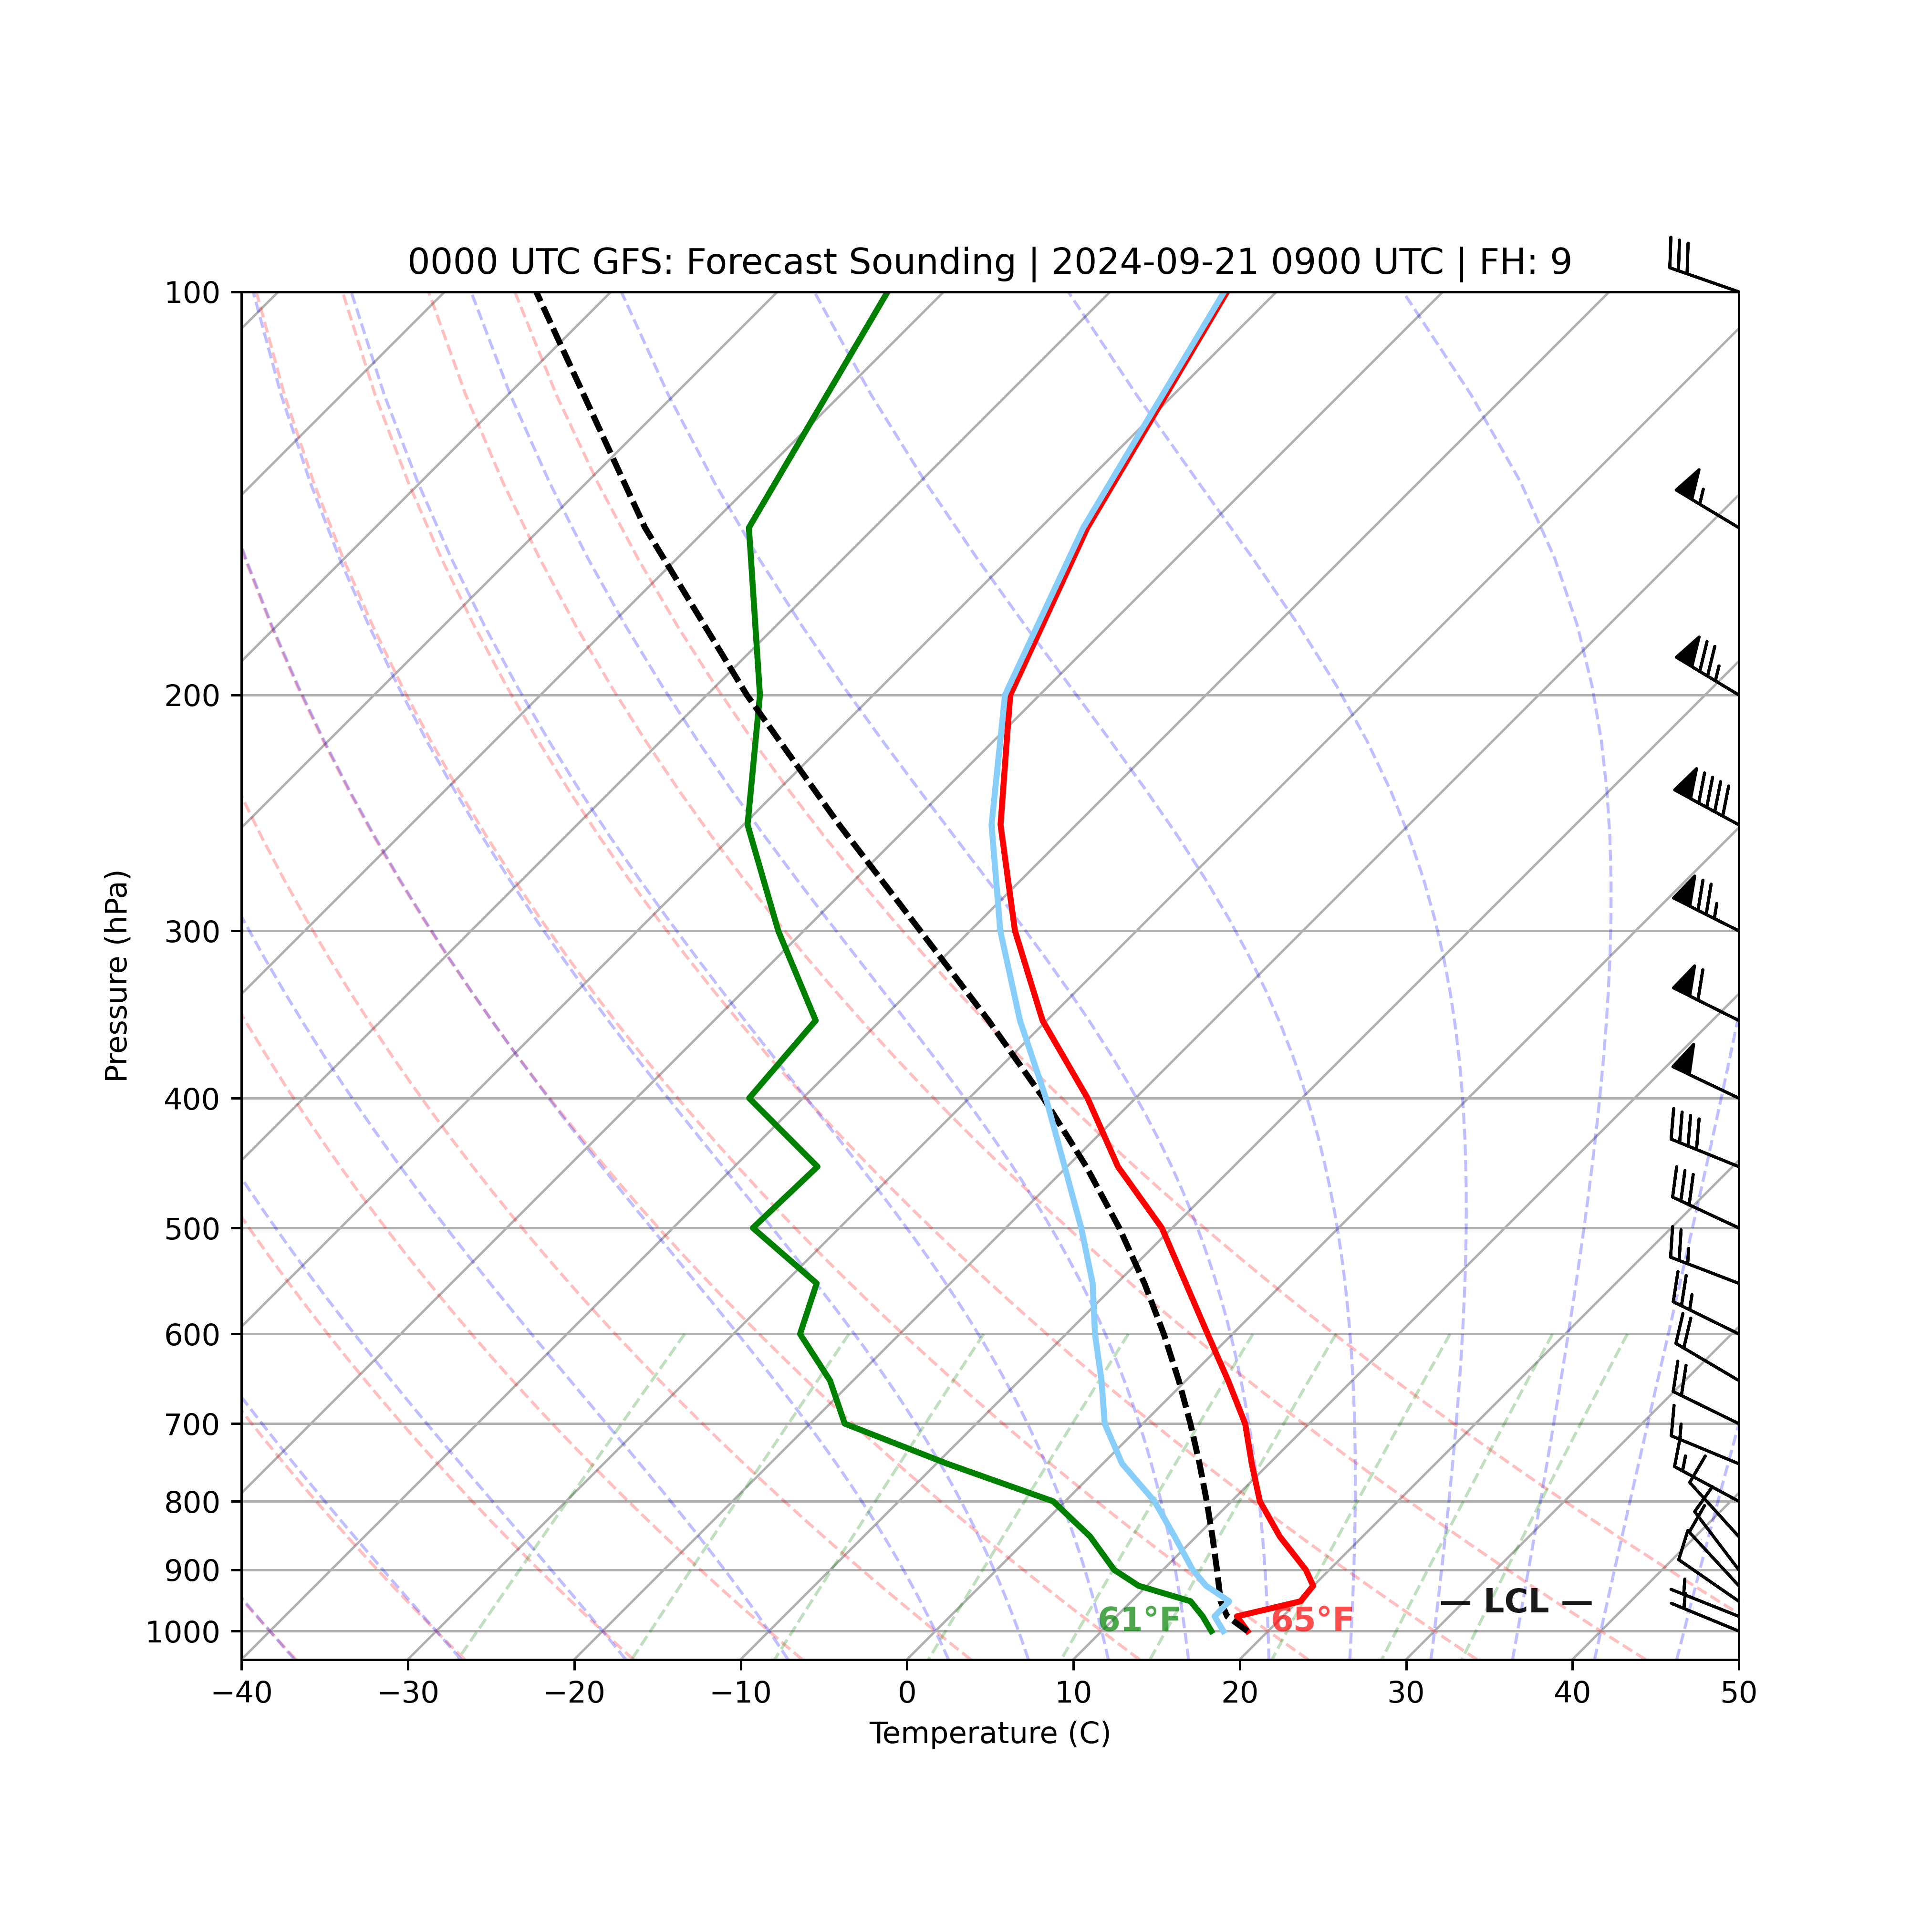 0000 UTC GFS: Forecast Sounding | 2024-09-21 0900 UTC | FH: 9
100
200
300
400
500
600
700
800
900
1000
Pressure (hPa)
— LCL —
61°F
65°F
−40 −30 −20 −10 0 10 20 30 40 50
Temperature (C)